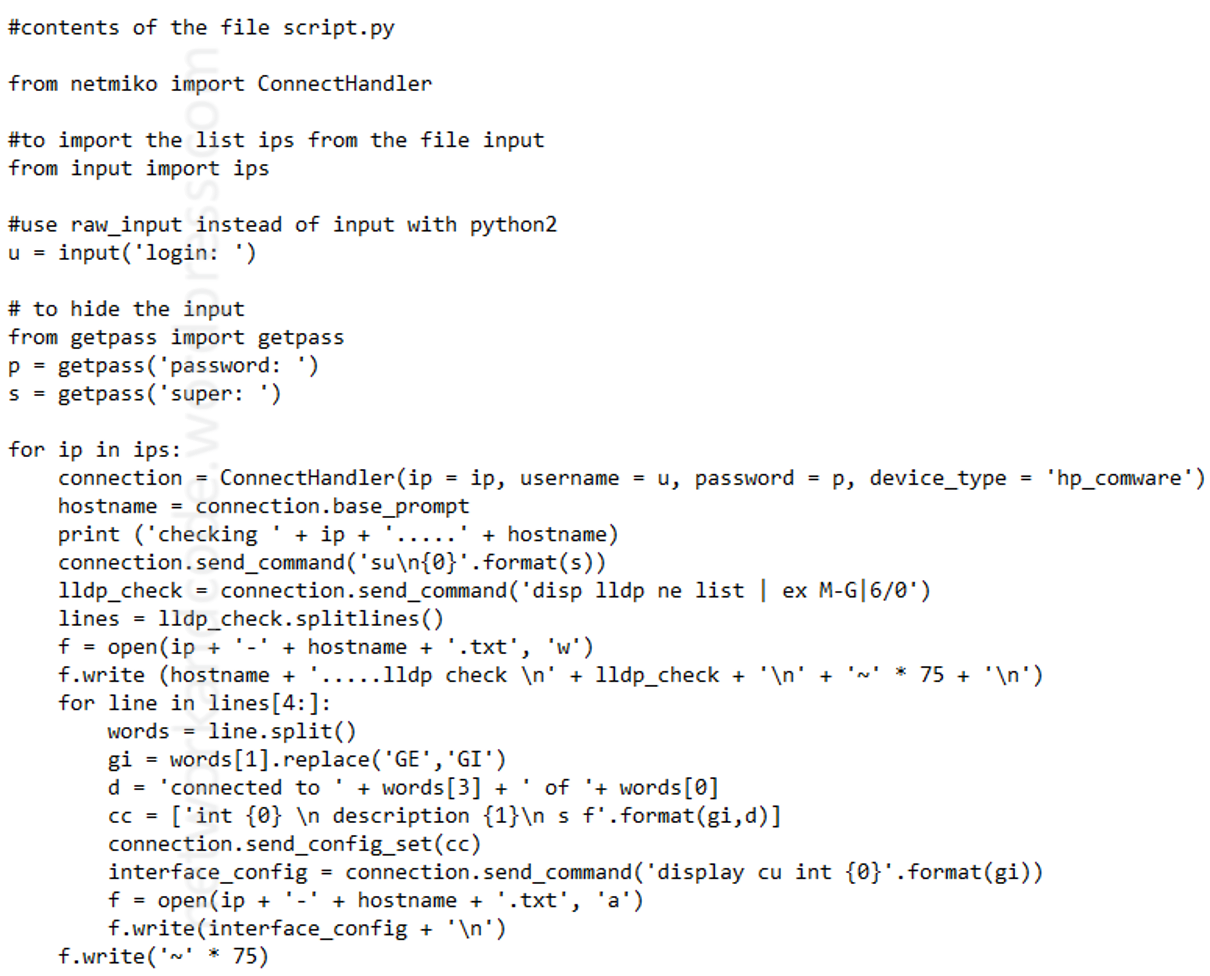 #contents of the file script.py
from netmiko import ConnectHandler
#to import the list ips from the file input
from input import ips
#use raw_input instead of input with python2
u = input('login: ')
# to hide the input
from getpass import getpass
p = getpass('password: ')
s = getpass('super: ')
for ip in ips:
    connection = ConnectHandler(ip = ip, username = u, password = p, device_type = 'hp_comware')
    hostname = connection.base_prompt
    print ('checking ' + ip + '.....' + hostname)
    connection.send_command('su\n{0}'.format(s))
    lldp_check = connection.send_command('disp lldp ne list | ex M-G|6/0')
    lines = lldp_check.splitlines()
    f = open(ip + '-' + hostname + '.txt', 'w')
    f.write (hostname + '.....lldp check \n' + lldp_check + '\n' + '~' * 75 + '\n')
    for line in lines[4:]:
        words = line.split()
        gi = words[1].replace('GE','GI')
        d = 'connected to ' + words[3] + ' of '+ words[0]
        cc = ['int {0} \n description {1}\n s f'.format(gi,d)]
        connection.send_config_set(cc)
        interface_config = connection.send_command('display cu int {0}'.format(gi))
        f = open(ip + '-' + hostname + '.txt', 'a')
        f.write(interface_config + '\n')
    f.write('~' * 75)
networkandcode.wordpress.com